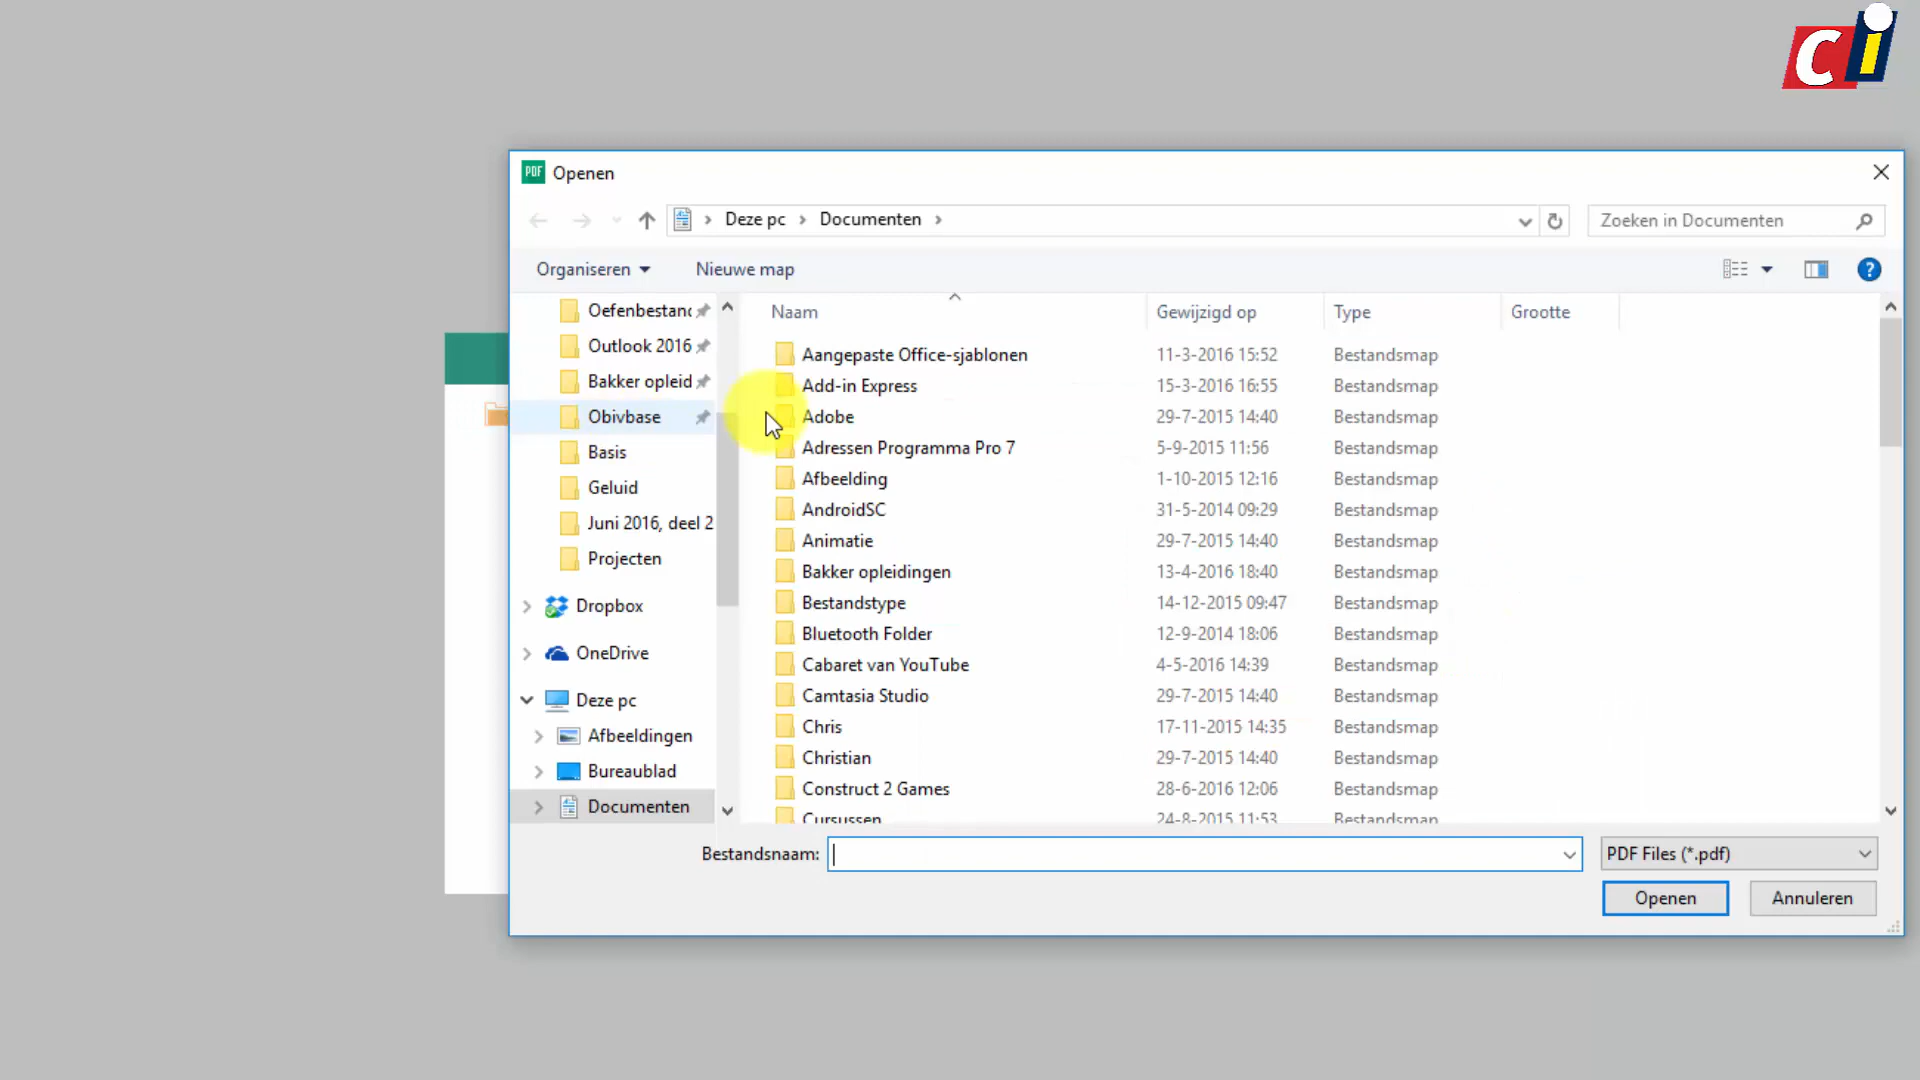 ci
PDF Openen
Deze pc Documenten
Zoeken in Documenten
Organiseren Nieuwe map
?
Oefenbestanc
Outlook 2016
Bakker opleid
Obivbase
Basis
Geluid
Juni 2016, deel 2
Projecten
Dropbox
OneDrive
Deze pc
Afbeeldingen
Bureaublad
Documenten
Naam Gewijzigd op Type Grootte
Aangepaste Office-sjablonen 11-3-2016 15:52 Bestandsmap
Add-in Express 15-3-2016 16:55 Bestandsmap
Adobe 29-7-2015 14:40 Bestandsmap
Adressen Programma Pro 7 5-9-2015 11:56 Bestandsmap
Afbeelding 1-10-2015 12:16 Bestandsmap
AndroidSC 31-5-2014 09:29 Bestandsmap
Animatie 29-7-2015 14:40 Bestandsmap
Bakker opleidingen 13-4-2016 18:40 Bestandsmap
Bestandstype 14-12-2015 09:47 Bestandsmap
Bluetooth Folder 12-9-2014 18:06 Bestandsmap
Cabaret van YouTube 4-5-2016 14:39 Bestandsmap
Camtasia Studio 29-7-2015 14:40 Bestandsmap
Chris 17-11-2015 14:35 Bestandsmap
Christian 29-7-2015 14:40 Bestandsmap
Construct 2 Games 28-6-2016 12:06 Bestandsmap
Cursussen 24-8-2015 11:53 Bestandsmap
Bestandsnaam: PDF Files (*.pdf)
Openen Annuleren